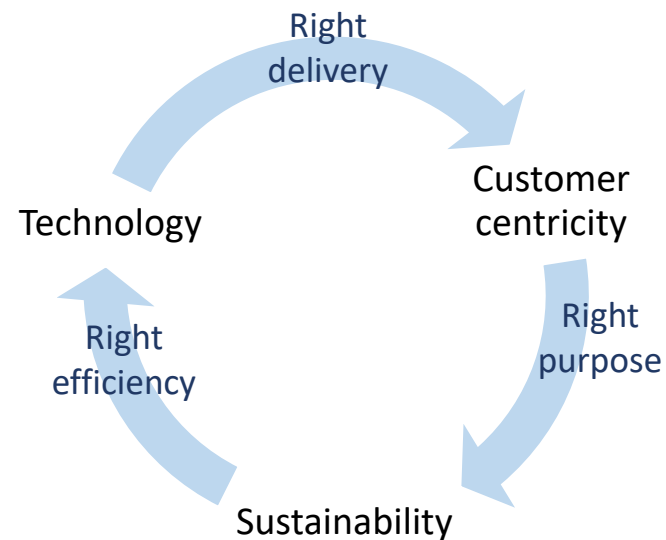 Right
delivery
Customer
centricity
Technology
Right
purpose
Right
efficiency
Sustainability